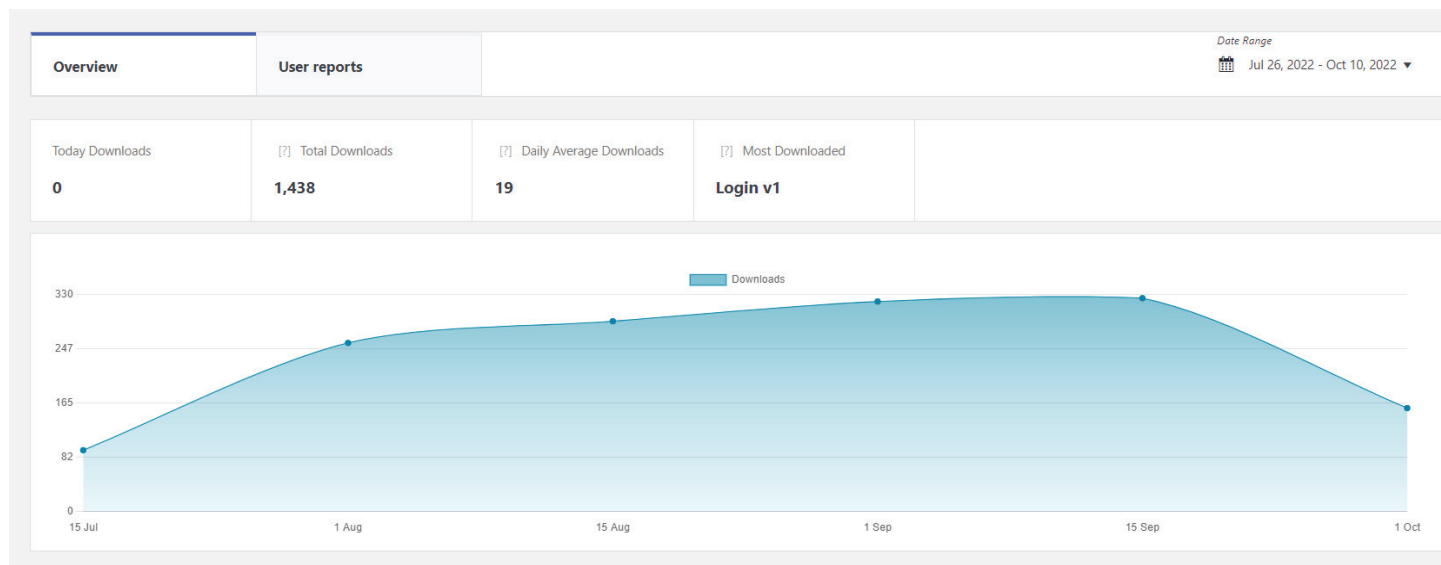 Overview
User reports
Date Range
Jul 26, 2022 - Oct 10, 2022 ▼
Today Downloads
0
[?] Total Downloads
1,438
[?] Daily Average Downloads
19
[?] Most Downloaded
Login v1
Downloads
330
247
165
82
0
15 Jul
1 Aug
15 Aug
1 Sep
15 Sep
1 Oct